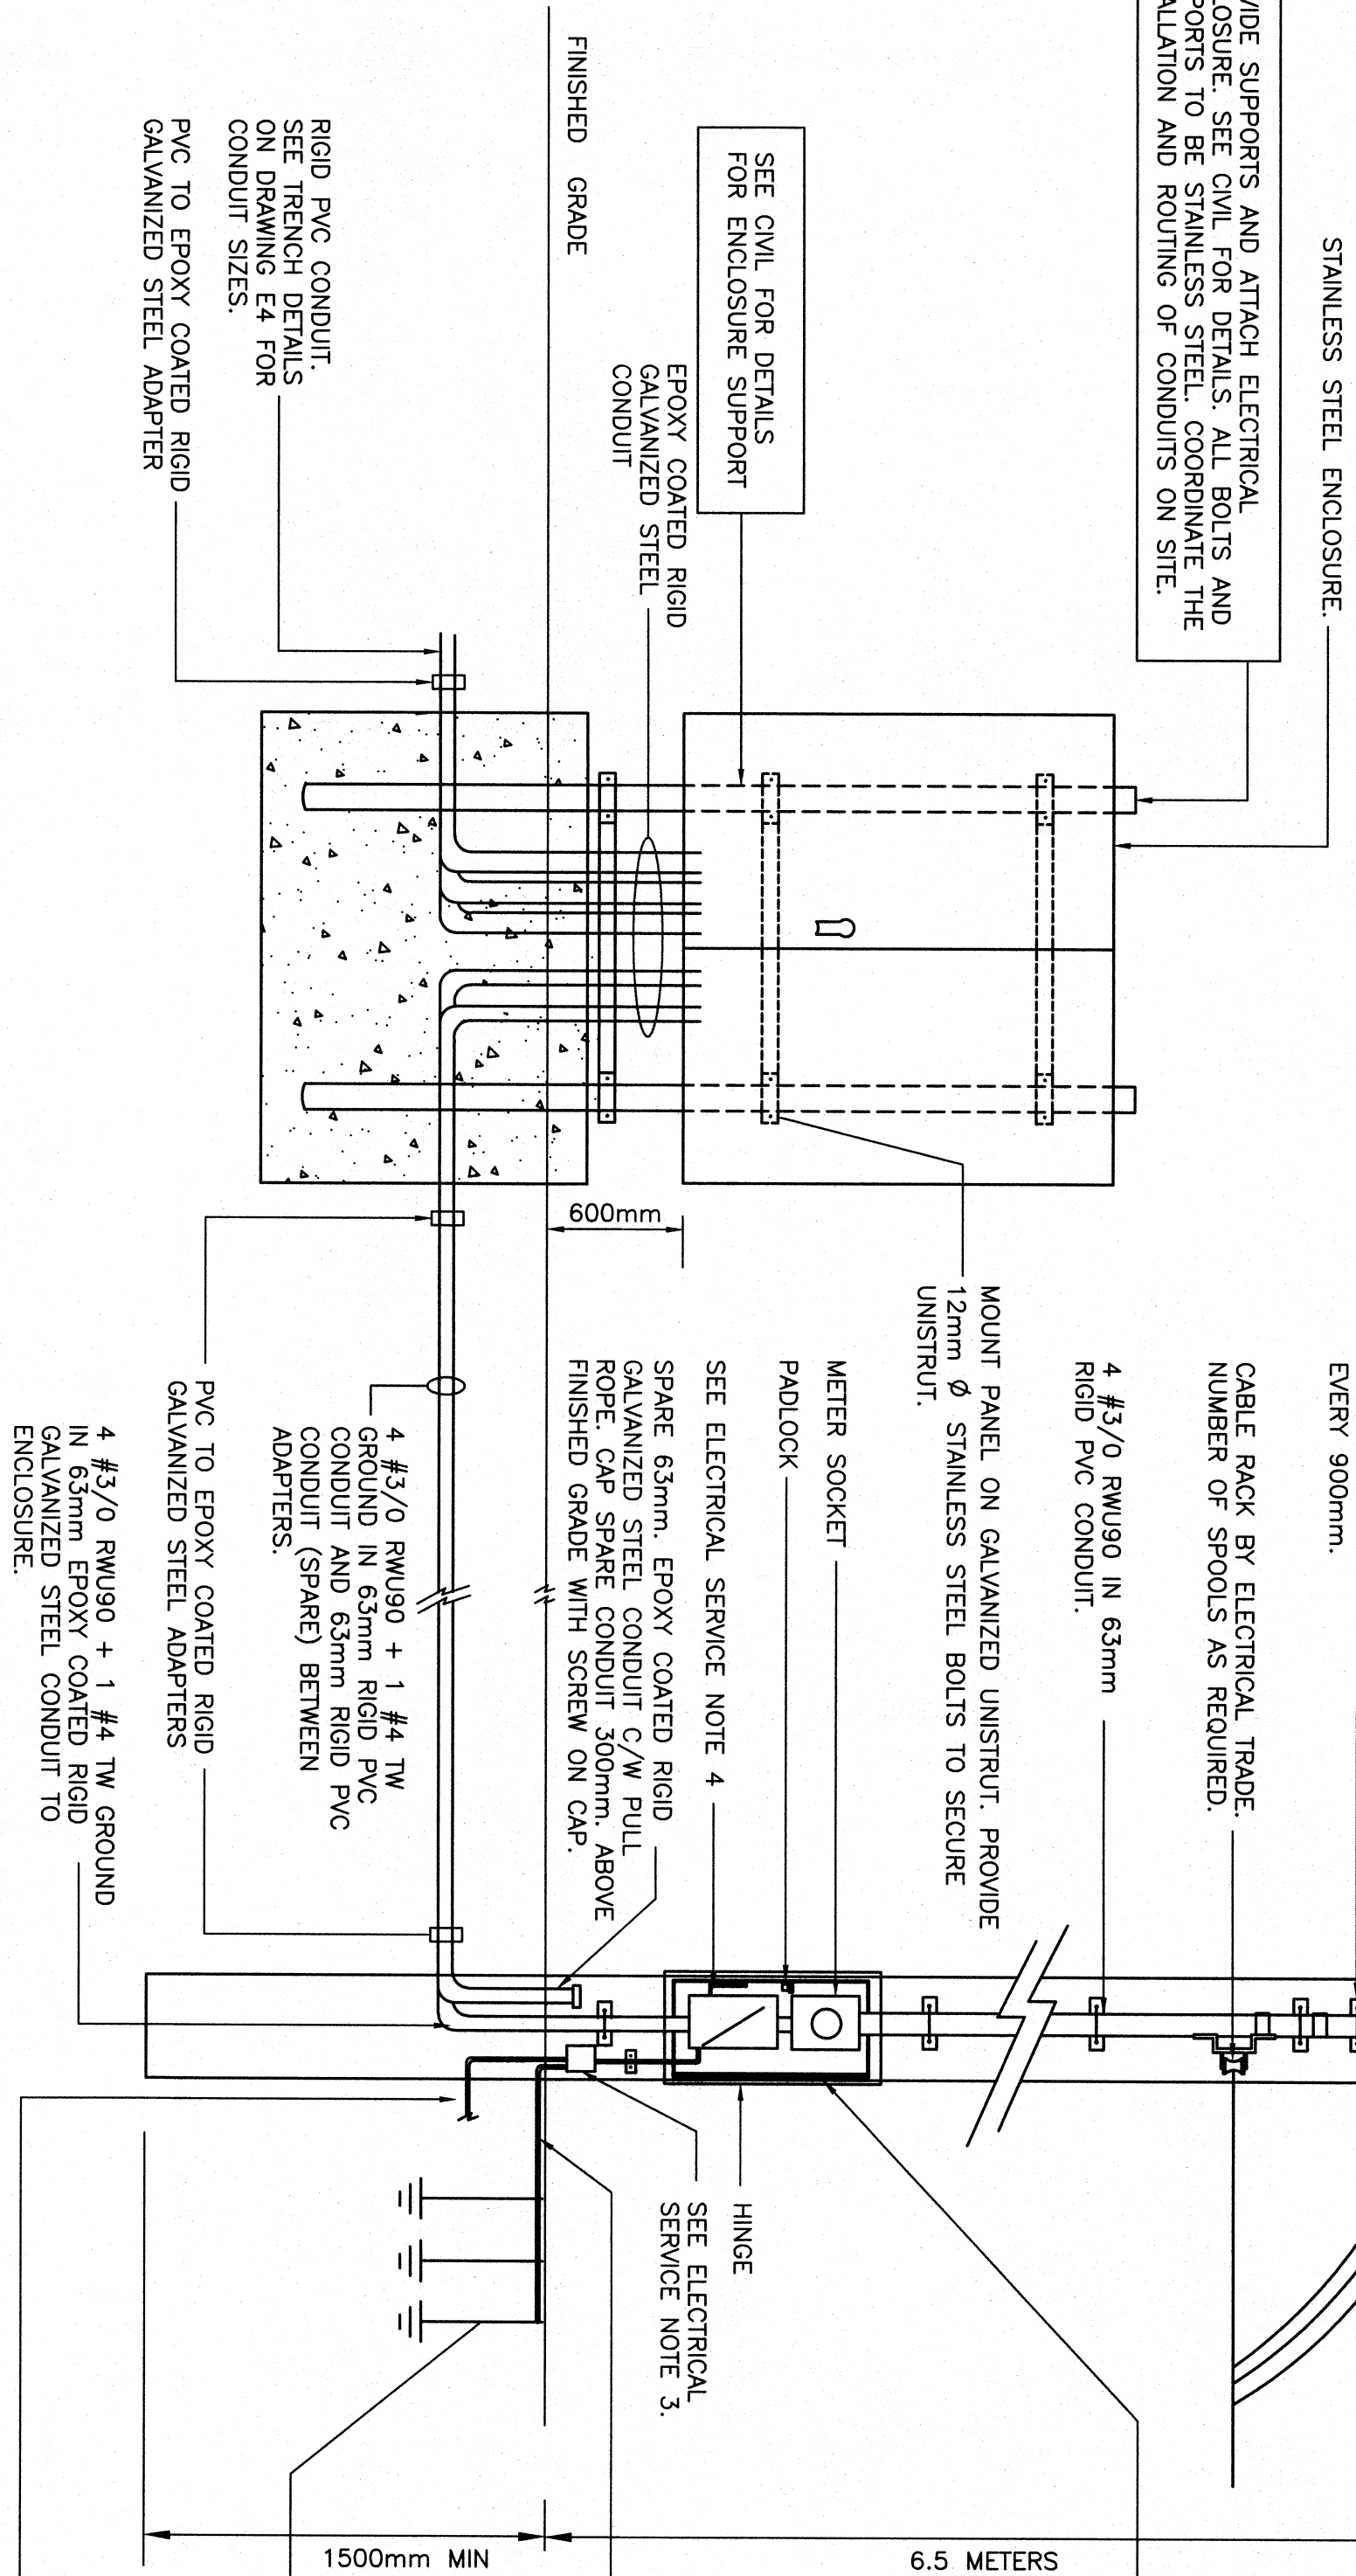 STAINLESS STEEL ENCLOSURE.
VIDE SUPPORTS AND ATTACH ELECTRICAL
LOSURE. SEE CIVIL FOR DETAILS. ALL BOLTS AND
PORTS TO BE STAINLESS STEEL. COORDINATE THE
ALLATION AND ROUTING OF CONDUITS ON SITE.
SEE CIVIL FOR DETAILS
FOR ENCLOSURE SUPPORT
EPOXY COATED RIGID
GALVANIZED STEEL
CONDUIT
FINISHED GRADE
RIGID PVC CONDUIT.
SEE TRENCH DETAILS
ON DRAWING E4 FOR
CONDUIT SIZES.
PVC TO EPOXY COATED RIGID
GALVANIZED STEEL ADAPTER
600mm
EVERY 900mm.
CABLE RACK BY ELECTRICAL TRADE.
NUMBER OF SPOOLS AS REQUIRED.
4 #3/0 RWU90 IN 63mm
RIGID PVC CONDUIT.
MOUNT PANEL ON GALVANIZED UNISTRUT. PROVIDE
12mm Ø STAINLESS STEEL BOLTS TO SECURE
UNISTRUT.
METER SOCKET
PADLOCK
SEE ELECTRICAL SERVICE NOTE 4
SPARE 63mm. EPOXY COATED RIGID
GALVANIZED STEEL CONDUIT C/W PULL
ROPE. CAP SPARE CONDUIT 300mm. ABOVE
FINISHED GRADE WITH SCREW ON CAP.
4 #3/0 RWU90 + 1 #4 TW
GROUND IN 63mm RIGID PVC
CONDUIT AND 63mm RIGID PVC
CONDUIT (SPARE) BETWEEN
ADAPTERS.
PVC TO EPOXY COATED RIGID
GALVANIZED STEEL ADAPTERS
4 #3/0 RWU90 + 1 #4 TW GROUND
IN 63mm EPOXY COATED RIGID
GALVANIZED STEEL CONDUIT TO
ENCLOSURE.
HINGE
SEE ELECTRICAL
SERVICE NOTE 3.
1500mm MIN
6.5 METERS